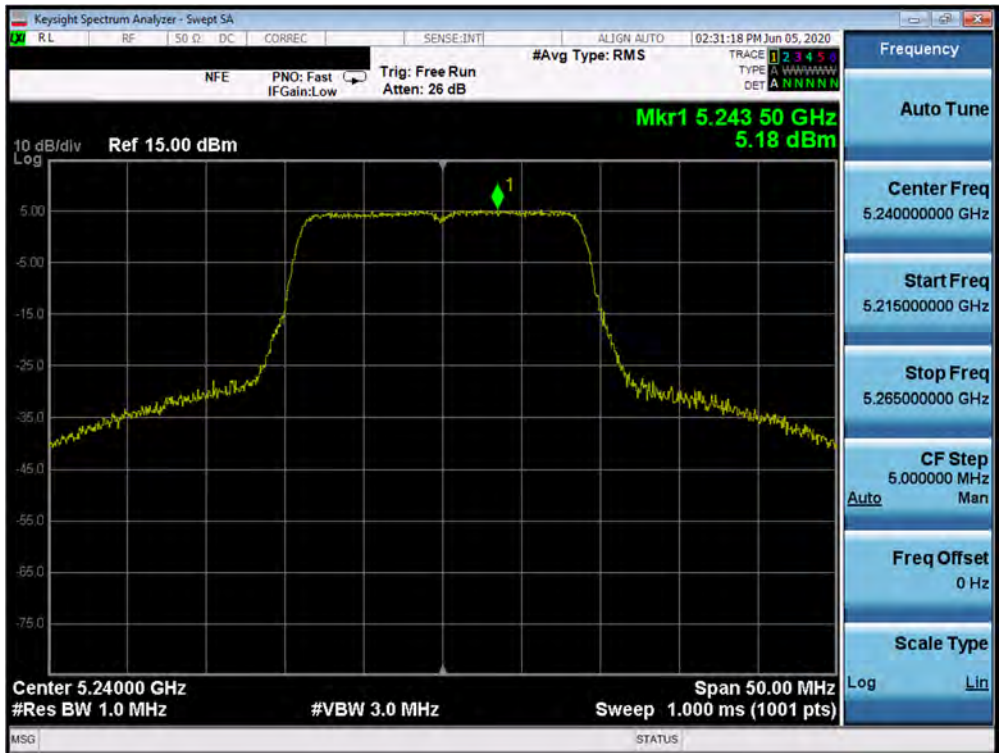 Keysight Spectrum Analyzer - Swept SA
LXI RL RF 50 Ω DC CORREC SENSE:INT ALIGN AUTO 02:31:18 PM Jun 05, 2020
NFE PNO: Fast Trig: Free Run #Avg Type: RMS TRACE 1 2 3 4 5 6
IFGain:Low Atten: 26 dB TYPE A WWWWW
DET A N N N N N
Mkr1 5.243 50 GHz
5.18 dBm
10 dB/div Ref 15.00 dBm
Log
1
5.00
-5.00
-15.0
-25.0
-35.0
-45.0
-55.0
-65.0
-75.0
Center 5.24000 GHz Span 50.00 MHz
#Res BW 1.0 MHz #VBW 3.0 MHz Sweep 1.000 ms (1001 pts)
MSG STATUS
Frequency
Auto Tune
Center Freq
5.240000000 GHz
Start Freq
5.215000000 GHz
Stop Freq
5.265000000 GHz
CF Step
5.000000 MHz
Auto Man
Freq Offset
0 Hz
Scale Type
Log Lin